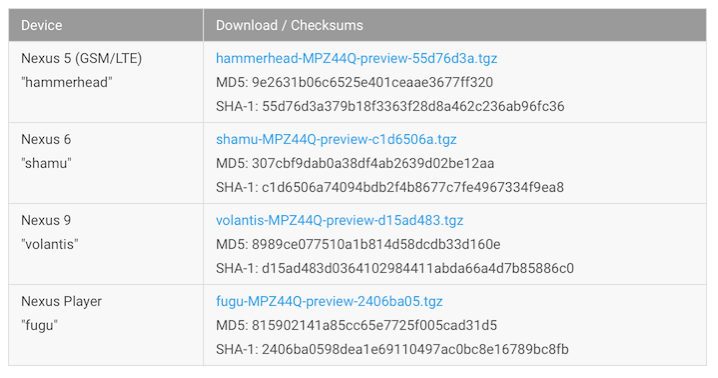 Device
Download / Checksums
Nexus 5 (GSM/LTE)
"hammerhead"
hammerhead-MPZ44Q-preview-55d76d3a.tgz
MD5: 9e2631b06c6525e401ceaae3677ff320
SHA-1: 55d76d3a379b18f3363f28d8a462c236ab96fc36
Nexus 6
"shamu"
shamu-MPZ44Q-preview-c1d6506a.tgz
MD5: 307cbf9dab0a38df4ab2639d02be12aa
SHA-1: c1d6506a74094bdb2f4b8677c7fe4967334f9ea8
Nexus 9
"volantis"
volantis-MPZ44Q-preview-d15ad483.tgz
MD5: 8989ce077510a1b814d58dcdb33d160e
SHA-1: d15ad483d0364102984411abda66a4d7b85886c0
Nexus Player
"fugu"
fugu-MPZ44Q-preview-2406ba05.tgz
MD5: 815902141a85cc65e7725f005cad31d5
SHA-1: 2406ba0598dea1e69110497ac0bc8e16789bc8fb